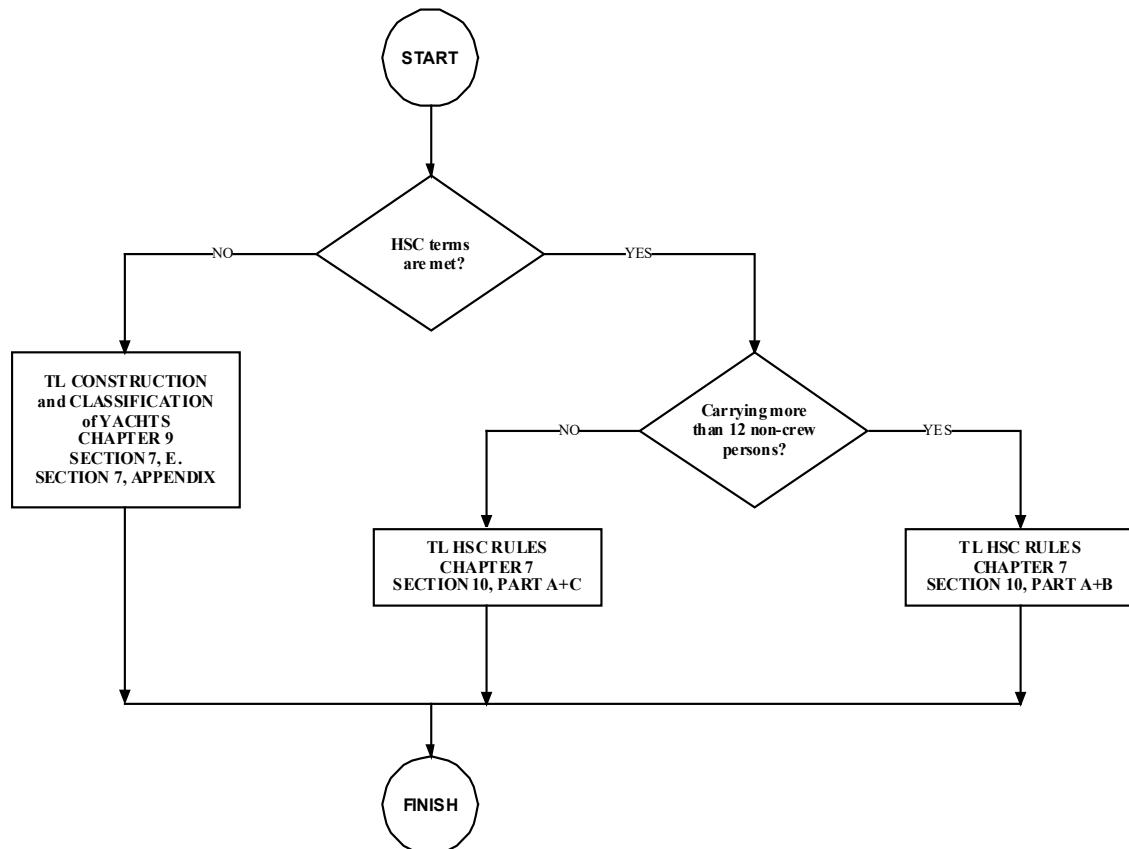 START
HSC terms
are met?
NO
YES
TL CONSTRUCTION
and CLASSIFICATION
of YACHTS
CHAPTER 9
SECTION 7, E.
SECTION 7, APPENDIX
Carrying more
than 12 non-crew
persons?
NO
YES
TL HSC RULES
CHAPTER 7
SECTION 10, PART A+C
TL HSC RULES
CHAPTER 7
SECTION 10, PART A+B
FINISH